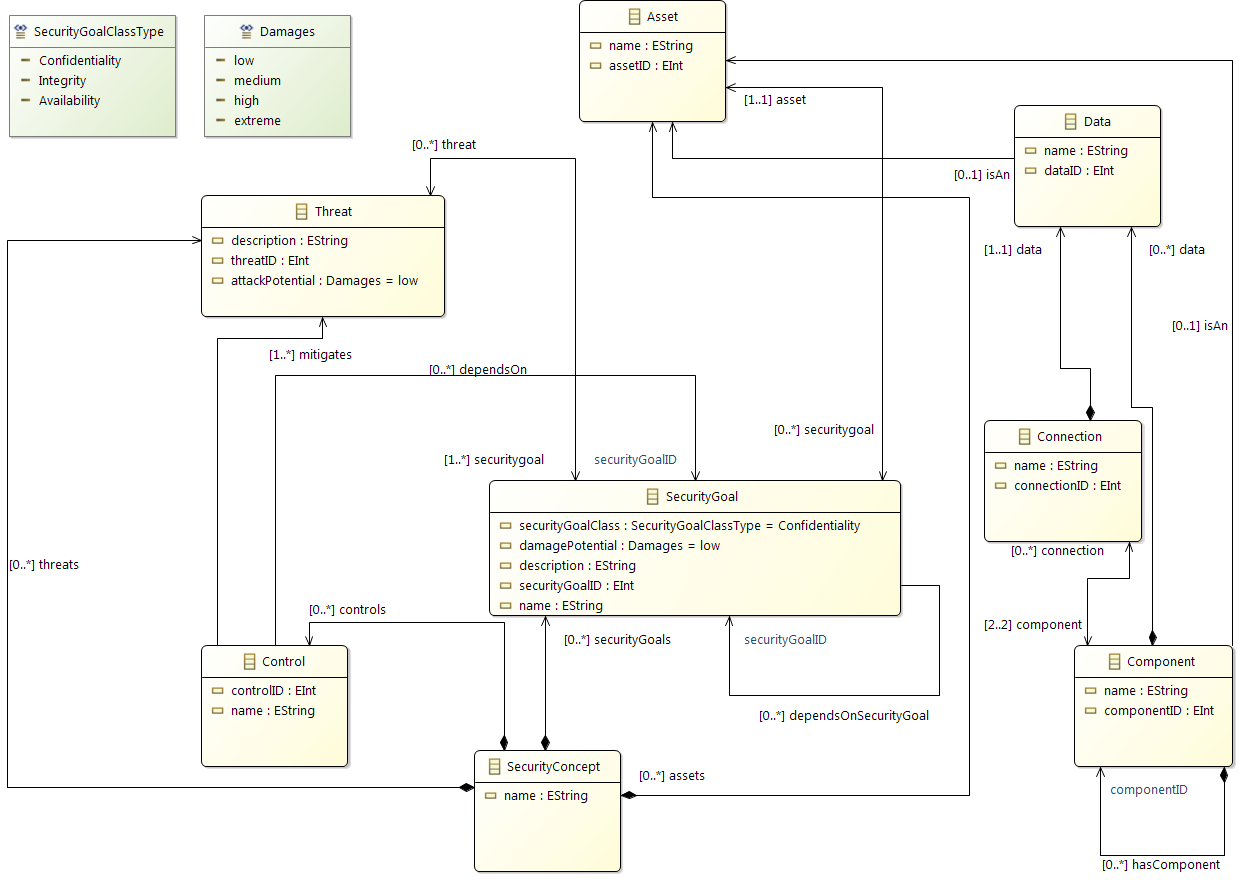 SecurityGoalClassType
Confidentiality
Integrity
Availability
Damages
low
medium
high
extreme
Asset
name : EString
assetID : EInt
[1..1] asset
Data
name : EString
dataID : EInt
[0..*] threat
[0..1] isAn
Threat
description : EString
threatID : EInt
attackPotential : Damages = low
[1..1] data
[0..*] data
[0..1] isAn
[1..*] mitigates
[0..*] dependsOn
[0..*] securitygoal
[1..*] securitygoal
securityGoalID
Connection
name : EString
connectionID : EInt
[0..*] connection
SecurityGoal
securityGoalClass : SecurityGoalClassType = Confidentiality
damagePotential : Damages = low
description : EString
securityGoalID : EInt
name : EString
[0..*] threats
[0..*] controls
[0..*] securityGoals
securityGoalID
[2..2] component
Control
controlID : EInt
name : EString
Component
name : EString
componentID : EInt
[0..*] dependsOnSecurityGoal
SecurityConcept
name : EString
[0..*] assets
componentID
[0..*] hasComponent